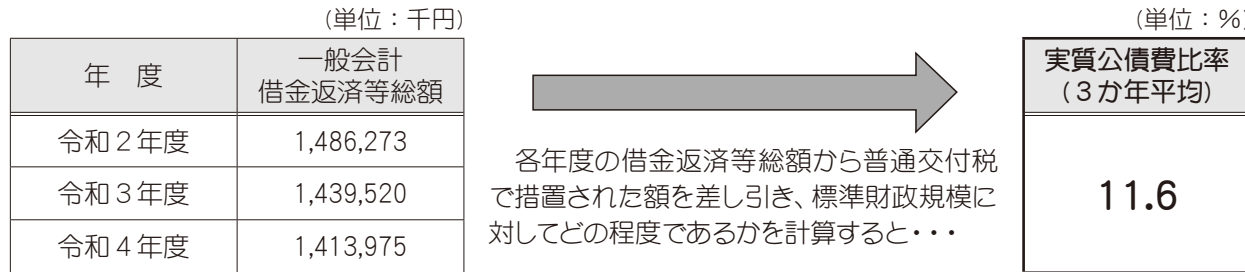 (単位：千円)
年　度
一般会計
借金返済等総額
令和２年度
1,486,273
令和３年度
1,439,520
令和４年度
1,413,975
各年度の借金返済等総額から普通交付税
で措置された額を差し引き、標準財政規模に
対してどの程度であるかを計算すると・・・
(単位：％)
実質公債費比率
(３か年平均)
11.6